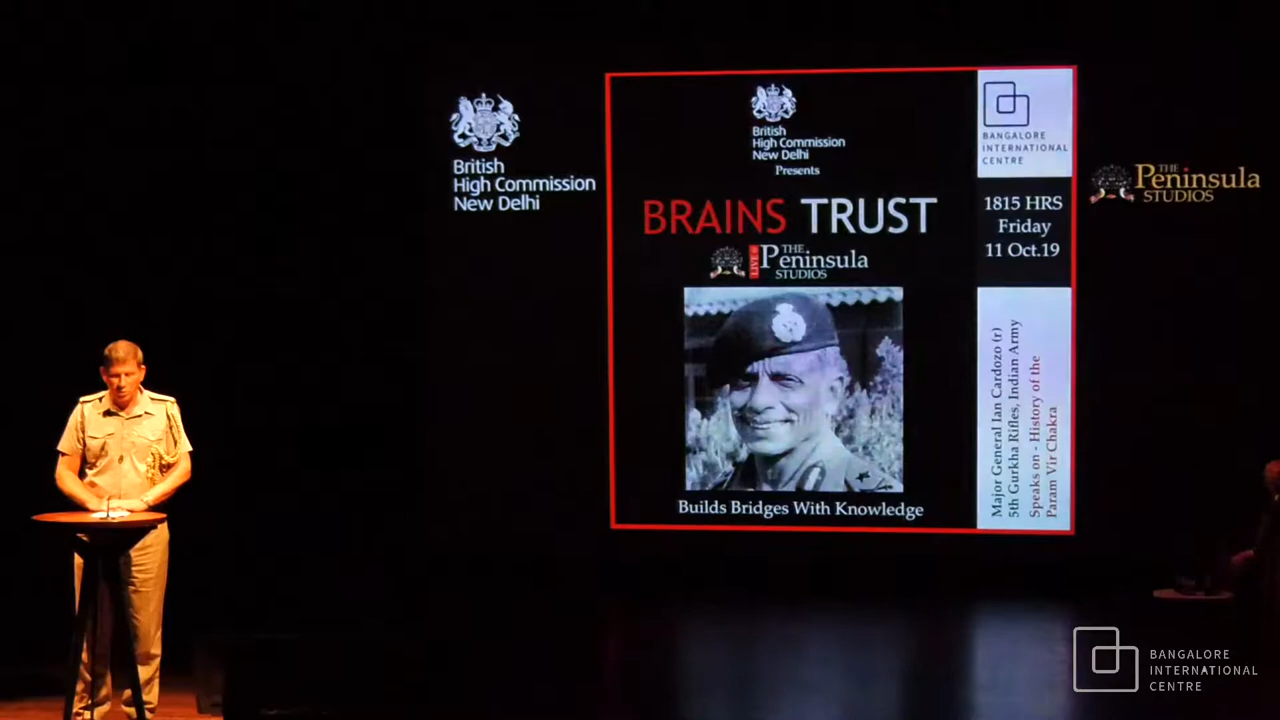 British
High Commission
New Delhi
British
High Commission
New Delhi
Presents
BRAINS TRUST
LIVE @
THE
Peninsula
STUDIOS
Builds Bridges With Knowledge
BANGALORE
INTERNATIONAL
CENTRE
1815 HRS
Friday
11 Oct.19
Major General Ian Cardozo (r)
5th Gurkha Rifles, Indian Army
Speaks on - History of the
Param Vir Chakra
THE
Peninsula
STUDIOS
BANGALORE
INTERNATIONAL
CENTRE